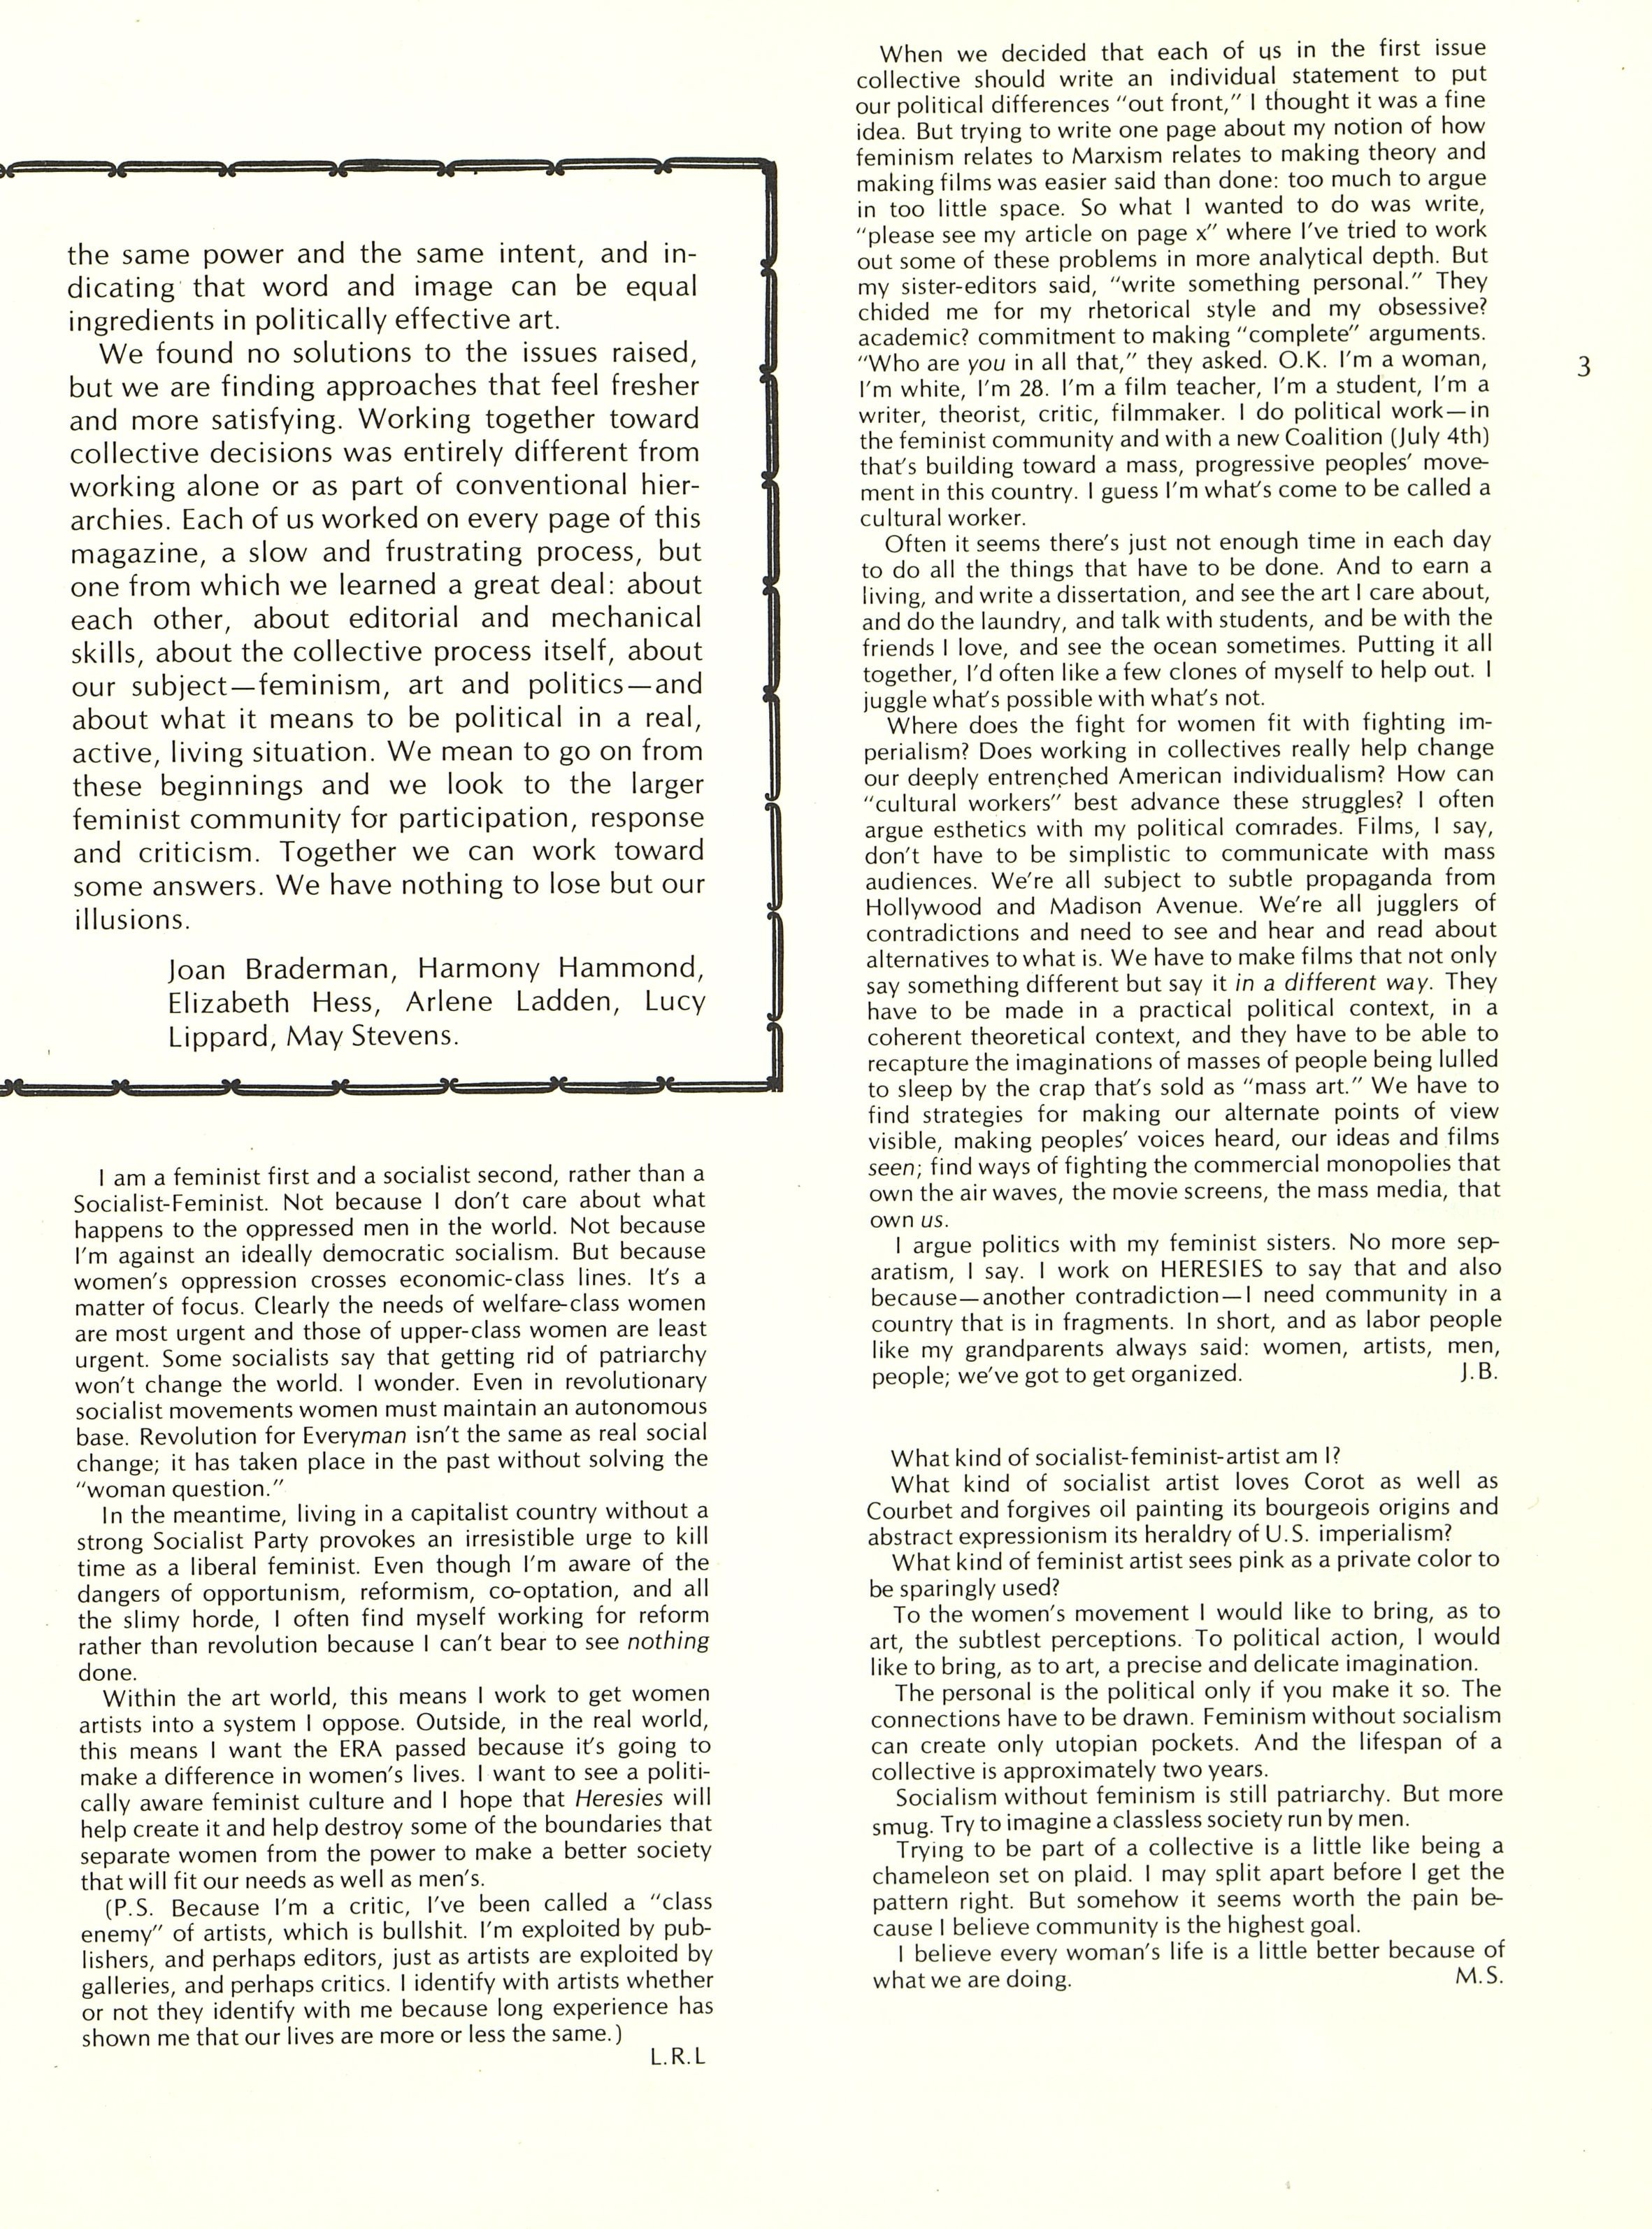 the same power and the same intent, and in-
dicating that word and image can be equal
ingredients in politically effective art.
We found no solutions to the issues raised,
but we are finding approaches that feel fresher
and more satisfying. Working together toward
collective decisions was entirely different from
working alone or as part of conventional hier-
archies. Each of us worked on every page of this
magazine, a slow and frustrating process, but
one from which we learned a great deal: about
each other, about editorial and mechanical
skills, about the collective process itself, about
our subject—feminism, art and politics—and
about what it means to be political in a real,
active, living situation. We mean to go on from
these beginnings and we look to the larger
feminist community for participation, response
and criticism. Together we can work toward
some answers. We have nothing to lose but our
illusions.
Joan Braderman, Harmony Hammond,
Elizabeth Hess, Arlene Ladden, Lucy
Lippard, May Stevens.
I am a feminist first and a socialist second, rather than a
Socialist-Feminist. Not because I don't care about what
happens to the oppressed men in the world. Not because
I'm against an ideally democratic socialism. But because
women's oppression crosses economic-class lines. It's a
matter of focus. Clearly the needs of welfare-class women
are most urgent and those of upper-class women are least
urgent. Some socialists say that getting rid of patriarchy
won't change the world. I wonder. Even in revolutionary
socialist movements women must maintain an autonomous
base. Revolution for Everyman isn't the same as real social
change; it has taken place in the past without solving the
“woman question.”
In the meantime, living in a capitalist country without a
strong Socialist Party provokes an irresistible urge to kill
time as a liberal feminist. Even though I'm aware of the
dangers of opportunism, reformism, co-optation, and all
the slimy horde, I often find myself working for reform
rather than revolution because I can't bear to see nothing
done.
Within the art world, this means I work to get women
artists into a system I oppose. Outside, in the real world,
this means I want the ERA passed because it's going to
make a difference in women's lives. I want to see a politi-
cally aware feminist culture and I hope that Heresies will
help create it and help destroy some of the boundaries that
separate women from the power to make a better society
that will fit our needs as well as men's.
(P.S. Because I'm a critic, I've been called a “class
enemy” of artists, which is bullshit. I'm exploited by pub-
lishers, and perhaps editors, just as artists are exploited by
galleries, and perhaps critics. I identify with artists whether
or not they identify with me because long experience has
shown me that our lives are more or less the same.)
L.R.L
When we decided that each of us in the first issue
collective should write an individual statement to put
our political differences “out front,” I thought it was a fine
idea. But trying to write one page about my notion of how
feminism relates to Marxism relates to making theory and
making films was easier said than done: too much to argue
in too little space. So what I wanted to do was write,
“please see my article on page x” where I've tried to work
out some of these problems in more analytical depth. But
my sister-editors said, “write something personal.” They
chided me for my rhetorical style and my obsessive?
academic? commitment to making “complete” arguments.
“Who are you in all that,” they asked. O.K. I'm a woman,
I'm white, I'm 28. I'm a film teacher, I'm a student, I'm a
writer, theorist, critic, filmmaker. I do political work—in
the feminist community and with a new Coalition (July 4th)
that's building toward a mass, progressive peoples' move-
ment in this country. I guess I'm what's come to be called a
cultural worker.
Often it seems there's just not enough time in each day
to do all the things that have to be done. And to earn a
living, and write a dissertation, and see the art I care about,
and do the laundry, and talk with students, and be with the
friends I love, and see the ocean sometimes. Putting it all
together, I'd often like a few clones of myself to help out. I
juggle what's possible with what's not.
Where does the fight for women fit with fighting im-
perialism? Does working in collectives really help change
our deeply entrenched American individualism? How can
“cultural workers” best advance these struggles? I often
argue esthetics with my political comrades. Films, I say,
don't have to be simplistic to communicate with mass
audiences. We're all subject to subtle propaganda from
Hollywood and Madison Avenue. We're all jugglers of
contradictions and need to see and hear and read about
alternatives to what is. We have to make films that not only
say something different but say it in a different way. They
have to be made in a practical political context, in a
coherent theoretical context, and they have to be able to
recapture the imaginations of masses of people being lulled
to sleep by the crap that's sold as “mass art.” We have to
find strategies for making our alternate points of view
visible, making peoples' voices heard, our ideas and films
seen; find ways of fighting the commercial monopolies that
own the air waves, the movie screens, the mass media, that
own us.
I argue politics with my feminist sisters. No more sep-
aratism, I say. I work on HERESIES to say that and also
because—another contradiction—I need community in a
country that is in fragments. In short, and as labor people
like my grandparents always said: women, artists, men,
people; we've got to get organized. J.B.
What kind of socialist-feminist-artist am I?
What kind of socialist artist loves Corot as well as
Courbet and forgives oil painting its bourgeois origins and
abstract expressionism its heraldry of U.S. imperialism?
What kind of feminist artist sees pink as a private color to
be sparingly used?
To the women's movement I would like to bring, as to
art, the subtlest perceptions. To political action, I would
like to bring, as to art, a precise and delicate imagination.
The personal is the political only if you make it so. The
connections have to be drawn. Feminism without socialism
can create only utopian pockets. And the lifespan of a
collective is approximately two years.
Socialism without feminism is still patriarchy. But more
smug. Try to imagine a classless society run by men.
Trying to be part of a collective is a little like being a
chameleon set on plaid. I may split apart before I get the
pattern right. But somehow it seems worth the pain be-
cause I believe community is the highest goal.
I believe every woman's life is a little better because of
what we are doing. M.S.
3